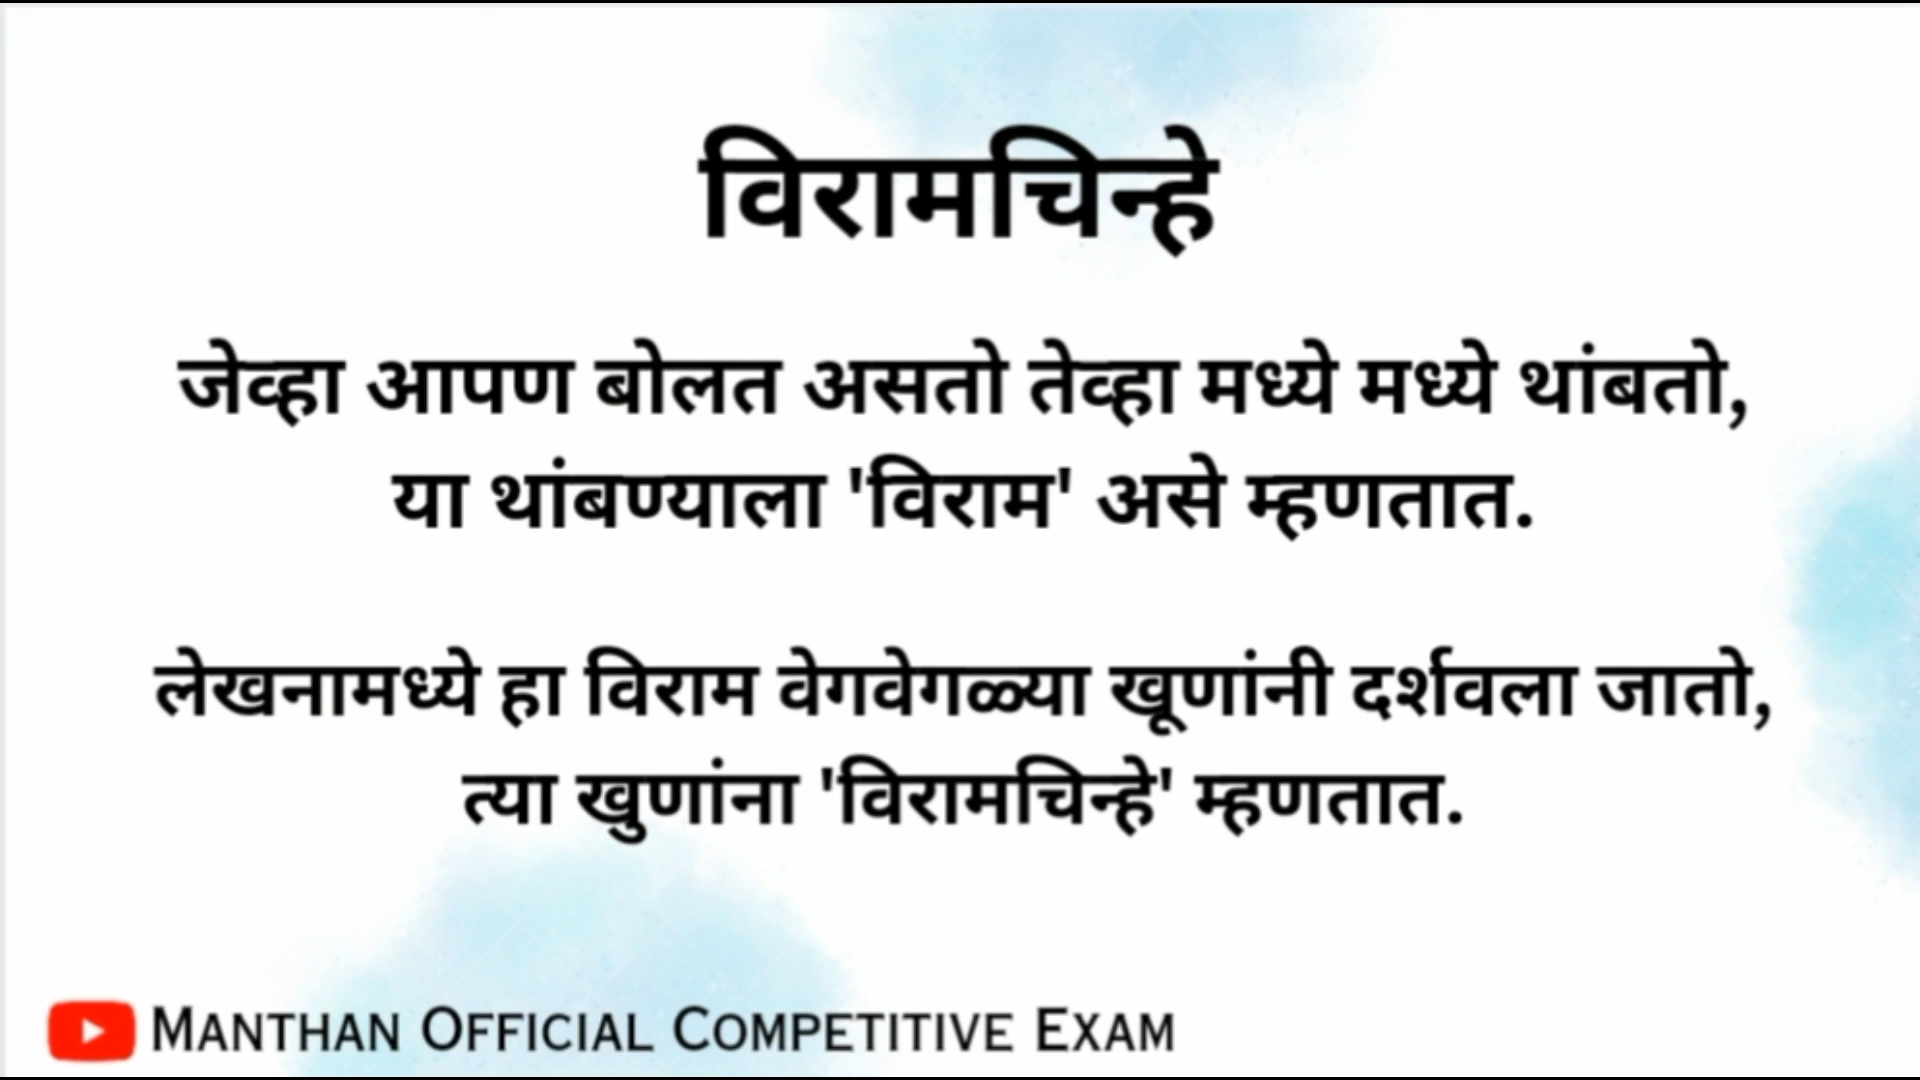 विरामचिन्हे
जेव्हा आपण बोलत असतो तेव्हा मध्ये मध्ये थांबतो,
या थांबण्याला 'विराम' असे म्हणतात.
लेखनामध्ये हा विराम वेगवेगळ्या खूणांनी दर्शवला जातो,
त्या खुणांना 'विरामचिन्हे' म्हणतात.
MANTHAN OFFICIAL COMPETITIVE EXAM